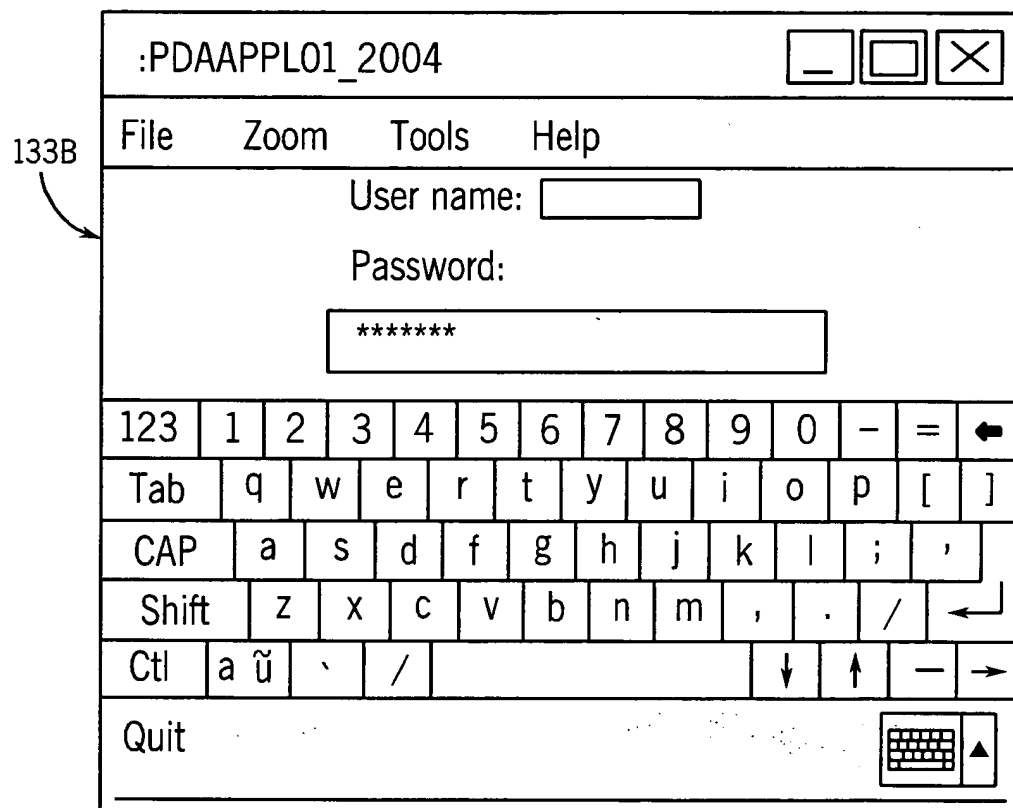 :PDAAPPL01_2004
File Zoom Tools Help
133B
User name:
Password:
*******
123 1 2 3 4 5 6 7 8 9 0 - =
Tab q w e r t y u i o p [ ]
CAP a s d f g h j k l ; '
Shift z x c v b n m , . /
Ctl a ũ ` /
Quit